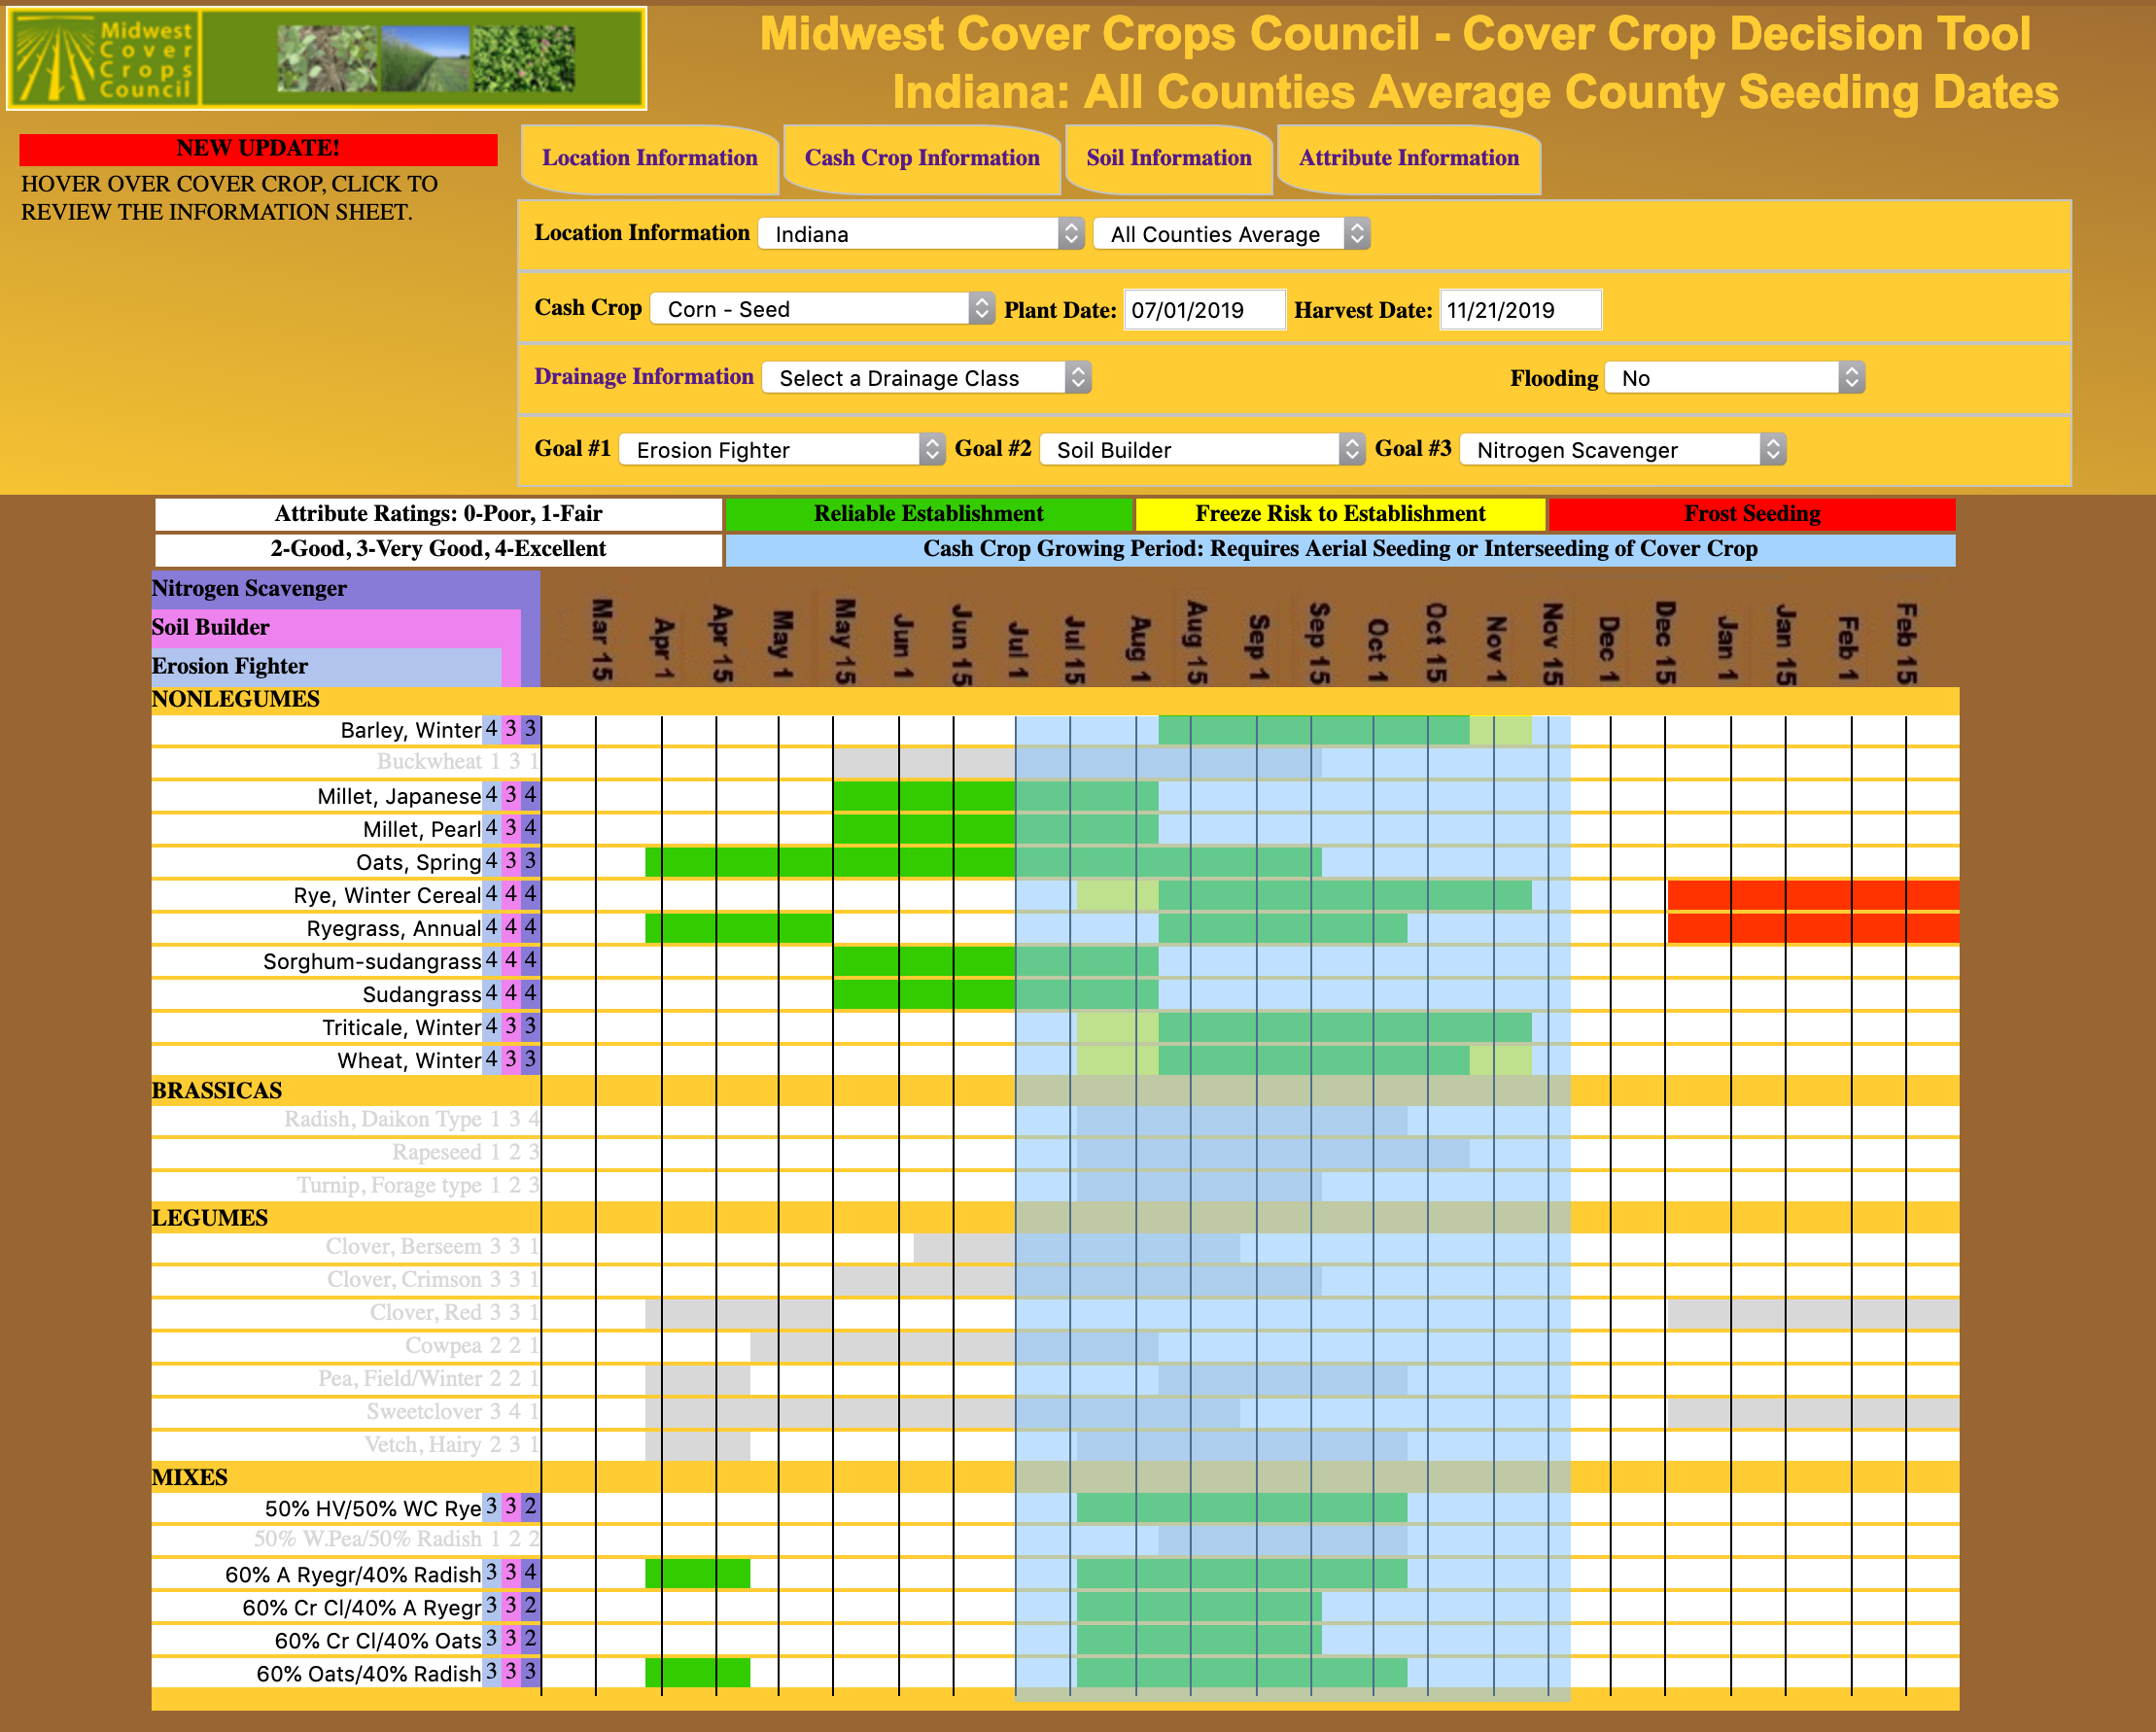 Midwest
Cover
Crops
Council
Midwest Cover Crops Council - Cover Crop Decision Tool
Indiana: All Counties Average County Seeding Dates
NEW UPDATE!
HOVER OVER COVER CROP, CLICK TO
REVIEW THE INFORMATION SHEET.
Location Information Cash Crop Information Soil Information Attribute Information
Location Information Indiana All Counties Average
Cash Crop Corn - Seed Plant Date: 07/01/2019 Harvest Date: 11/21/2019
Drainage Information Select a Drainage Class Flooding No
Goal #1 Erosion Fighter Goal #2 Soil Builder Goal #3 Nitrogen Scavenger
Attribute Ratings: 0-Poor, 1-Fair Reliable Establishment Freeze Risk to Establishment Frost Seeding
2-Good, 3-Very Good, 4-Excellent Cash Crop Growing Period: Requires Aerial Seeding or Interseeding of Cover Crop
Nitrogen Scavenger
Soil Builder
Erosion Fighter
Mar 15 Apr 1 Apr 15 May 1 May 15 Jun 1 Jun 15 Jul 1 Jul 15 Aug 1 Aug 15 Sep 1 Sep 15 Oct 1 Oct 15 Nov 1 Nov 15 Dec 1 Dec 15 Jan 1 Jan 15 Feb 1 Feb 15
NONLEGUMES
Barley, Winter 4 3 3
Buckwheat 1 3 1
Millet, Japanese 4 3 4
Millet, Pearl 4 3 4
Oats, Spring 4 3 3
Rye, Winter Cereal 4 4 4
Ryegrass, Annual 4 4 4
Sorghum-sudangrass 4 4 4
Sudangrass 4 4 4
Triticale, Winter 4 3 3
Wheat, Winter 4 3 3
BRASSICAS
Radish, Daikon Type 1 3 4
Rapeseed 1 2 3
Turnip, Forage type 1 2 3
LEGUMES
Clover, Berseem 3 3 1
Clover, Crimson 3 3 1
Clover, Red 3 3 1
Cowpea 2 2 1
Pea, Field/Winter 2 2 1
Sweetclover 3 4 1
Vetch, Hairy 2 3 1
MIXES
50% HV/50% WC Rye 3 3 2
50% W.Pea/50% Radish 1 2 2
60% A Ryegr/40% Radish 3 3 4
60% Cr Cl/40% A Ryegr 3 3 2
60% Cr Cl/40% Oats 3 3 2
60% Oats/40% Radish 3 3 3